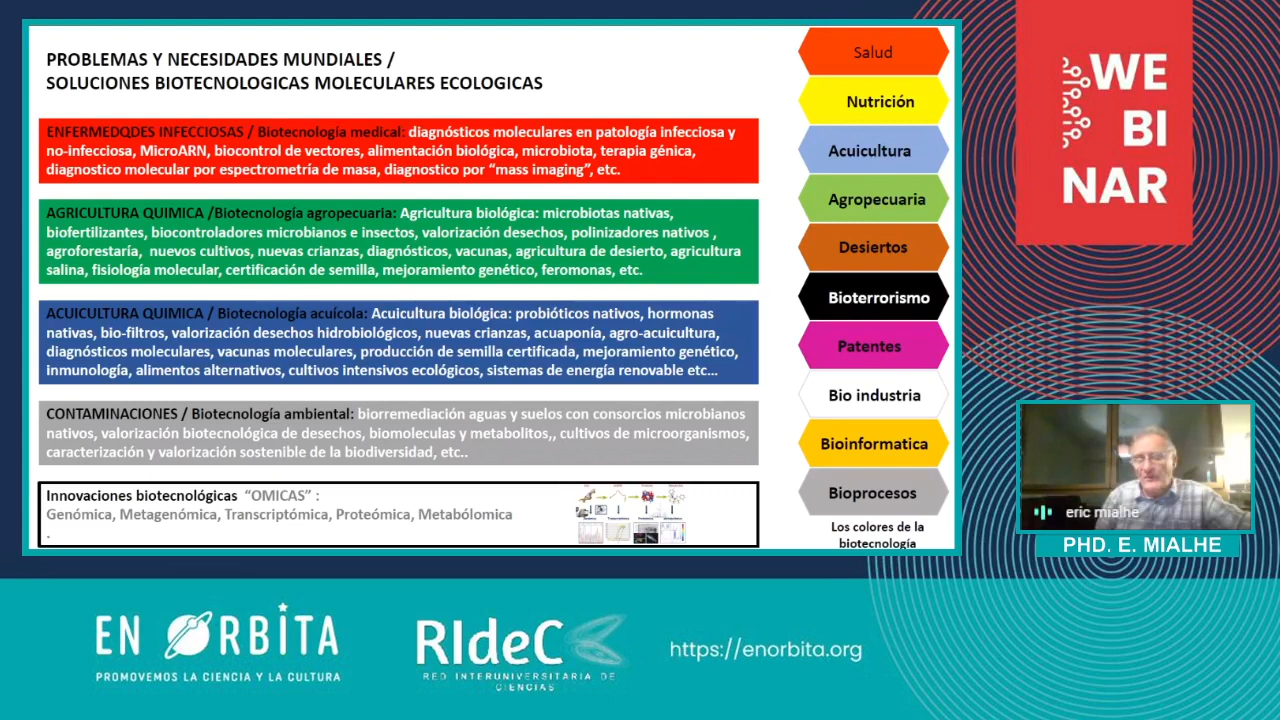 PROBLEMAS Y NECESIDADES MUNDIALES /
SOLUCIONES BIOTECNOLOGICAS MOLECULARES ECOLOGICAS
ENFERMEDQDES INFECCIOSAS / Biotecnología medical: diagnósticos moleculares en patología infecciosa y
no-infecciosa, MicroARN, biocontrol de vectores, alimentación biológica, microbiota, terapia génica,
diagnostico molecular por espectrometría de masa, diagnostico por “mass imaging”, etc.
AGRICULTURA QUIMICA /Biotecnología agropecuaria: Agricultura biológica: microbiotas nativas,
biofertilizantes, biocontroladores microbianos e insectos, valorización desechos, polinizadores nativos ,
agroforestaría, nuevos cultivos, nuevas crianzas, diagnósticos, vacunas, agricultura de desierto, agricultura
salina, fisiología molecular, certificación de semilla, mejoramiento genético, feromonas, etc.
ACUICULTURA QUIMICA / Biotecnología acuícola: Acuicultura biológica: probióticos nativos, hormonas
nativas, bio-filtros, valorización desechos hidrobiológicos, nuevas crianzas, acuaponía, agro-acuicultura,
diagnósticos moleculares, vacunas moleculares, producción de semilla certificada, mejoramiento genético,
inmunología, alimentos alternativos, cultivos intensivos ecológicos, sistemas de energía renovable etc...
CONTAMINACIONES / Biotecnología ambiental: biorremediación aguas y suelos con consorcios microbianos
nativos, valorización biotecnológica de desechos, biomoleculas y metabolitos,, cultivos de microorganismos,
caracterización y valorización sostenible de la biodiversidad, etc..
Innovaciones biotecnológicas “OMICAS” :
Genómica, Metagenómica, Transcriptómica, Proteómica, Metabólomica
.
Salud
Nutrición
Acuicultura
Agropecuaria
Desiertos
Bioterrorismo
Patentes
Bio industria
Bioinformatica
Bioprocesos
Los colores de la
biotecnología
WE
BI
NAR
eric mialhe
PHD. E. MIALHE
EN ORBITA
PROMOVEMOS LA CIENCIA Y LA CULTURA
RIdeC
RED INTERUNIVERSITARIA DE
CIENCIAS
https://enorbita.org